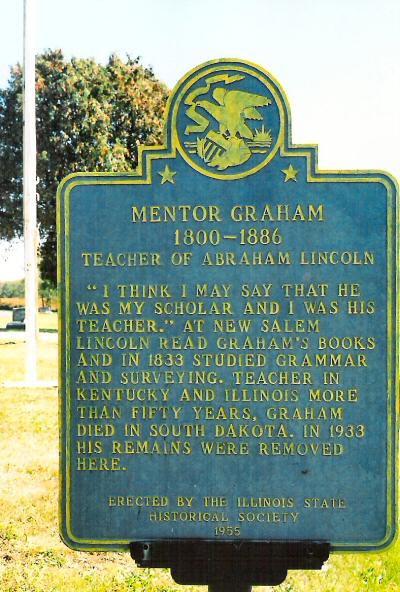 MENTOR GRAHAM
1800-1886
TEACHER OF ABRAHAM LINCOLN
"I THINK I MAY SAY THAT HE
WAS MY SCHOLAR AND I WAS HIS
TEACHER." AT NEW SALEM
LINCOLN READ GRAHAM'S BOOKS
AND IN 1833 STUDIED GRAMMAR
AND SURVEYING. TEACHER IN
KENTUCKY AND ILLINOIS MORE
THAN FIFTY YEARS, GRAHAM
DIED IN SOUTH DAKOTA. IN 1933
HIS REMAINS WERE REMOVED
HERE.
ERECTED BY THE ILLINOIS STATE
HISTORICAL SOCIETY
1955